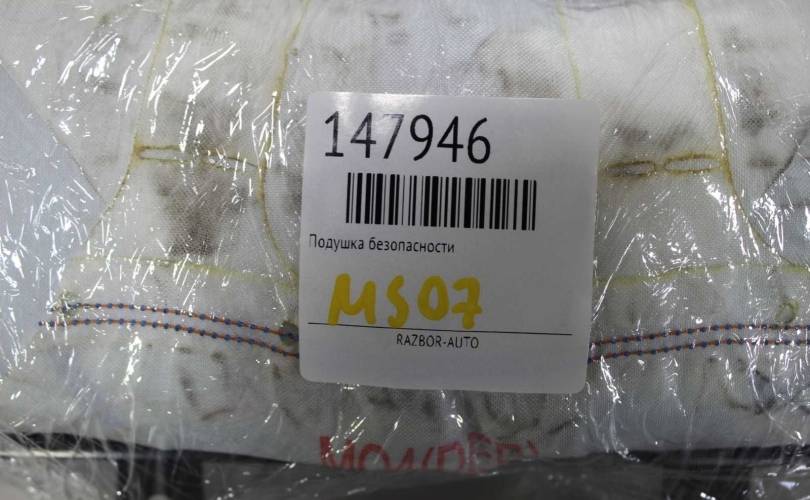 147946
Подушка безопасности
MS07
RAZBOR-AUTO